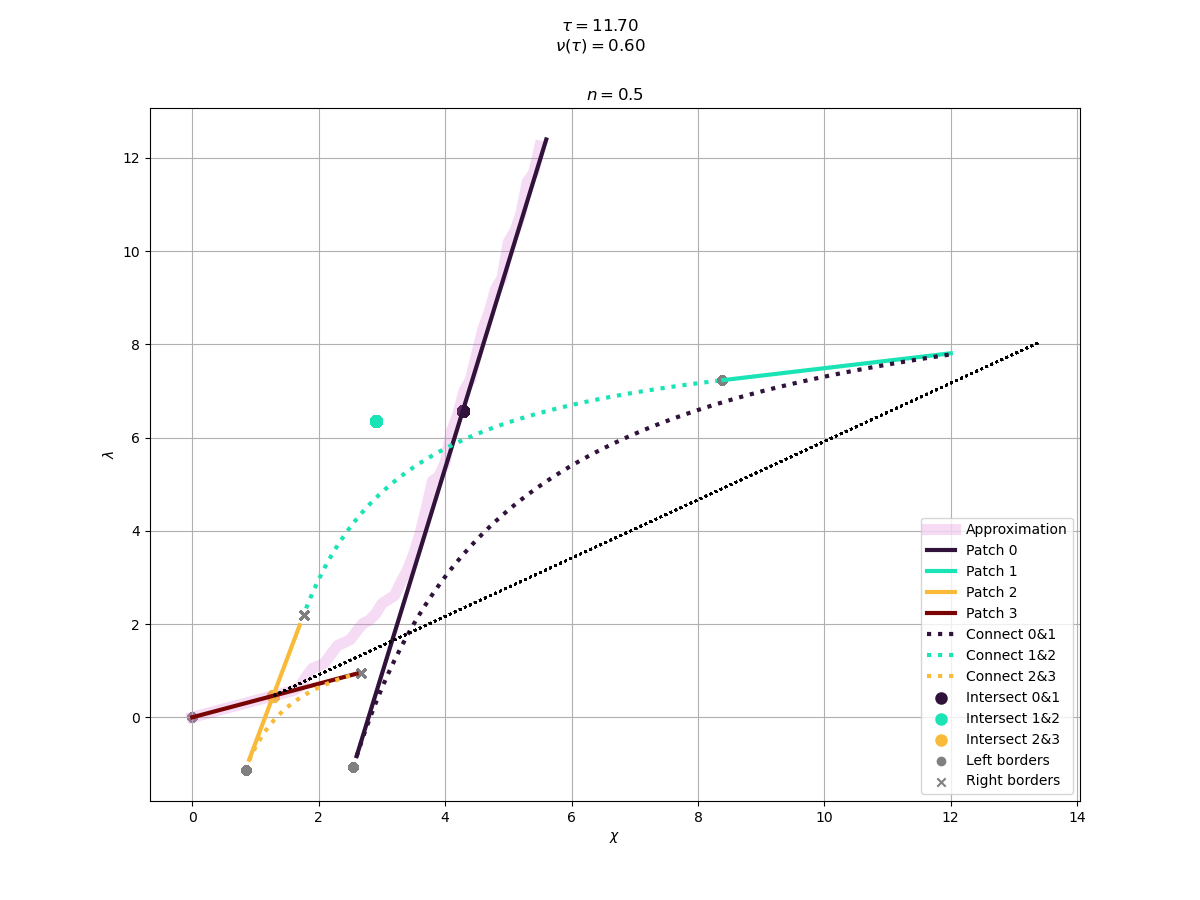 τ = 11.70
ν(τ) = 0.60
n = 0.5
12
10
8
6
4
2
0
λ
0 2 4 6 8 10 12 14
χ
Approximation
Patch 0
Patch 1
Patch 2
Patch 3
Connect 0&1
Connect 1&2
Connect 2&3
Intersect 0&1
Intersect 1&2
Intersect 2&3
Left borders
Right borders